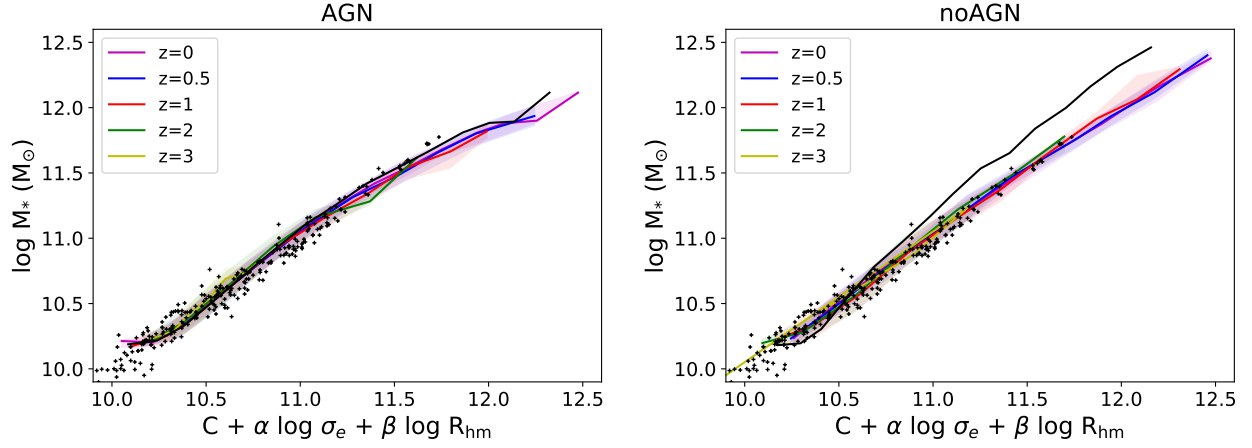 AGN
log M* (M⊙)
12.5
12.0
11.5
11.0
10.5
10.0
z=0
z=0.5
z=1
z=2
z=3
10.0 10.5 11.0 11.5 12.0 12.5
C + α log σe + β log Rhm
noAGN
log M* (M⊙)
12.5
12.0
11.5
11.0
10.5
10.0
z=0
z=0.5
z=1
z=2
z=3
10.0 10.5 11.0 11.5 12.0 12.5
C + α log σe + β log Rhm